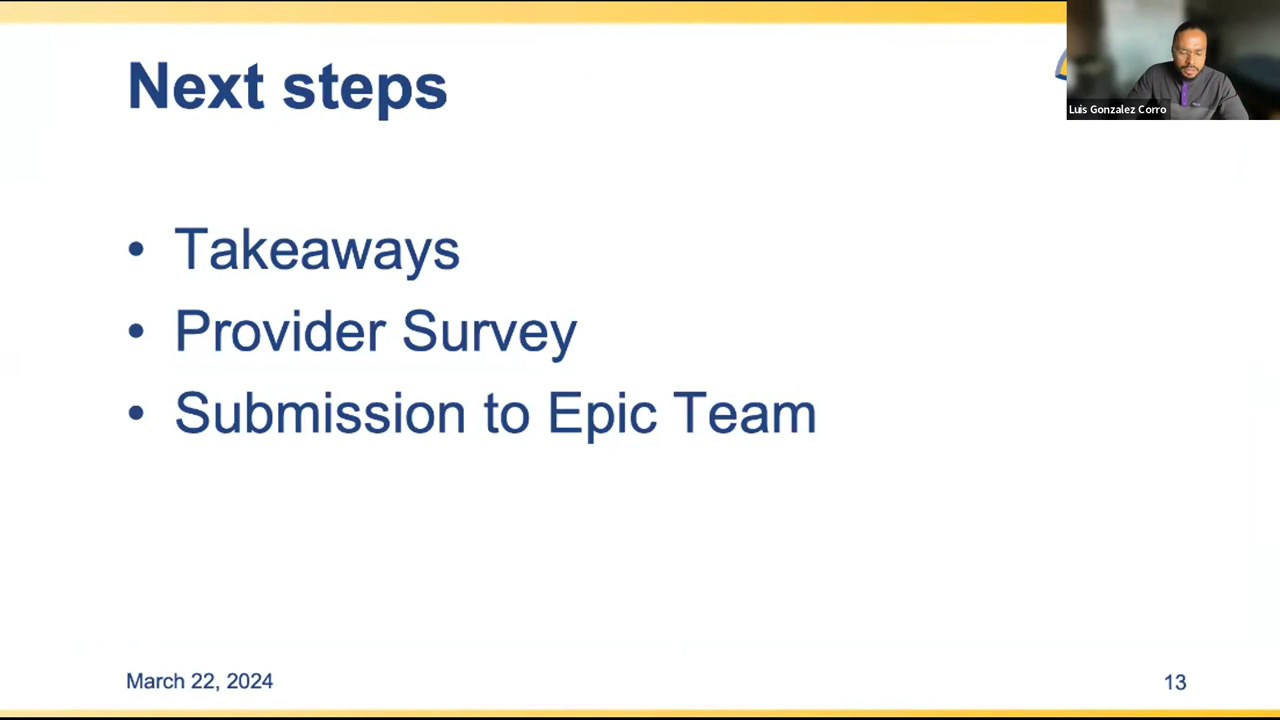 Next steps
Luis Gonzalez Corro
• Takeaways
• Provider Survey
• Submission to Epic Team
March 22, 2024
13